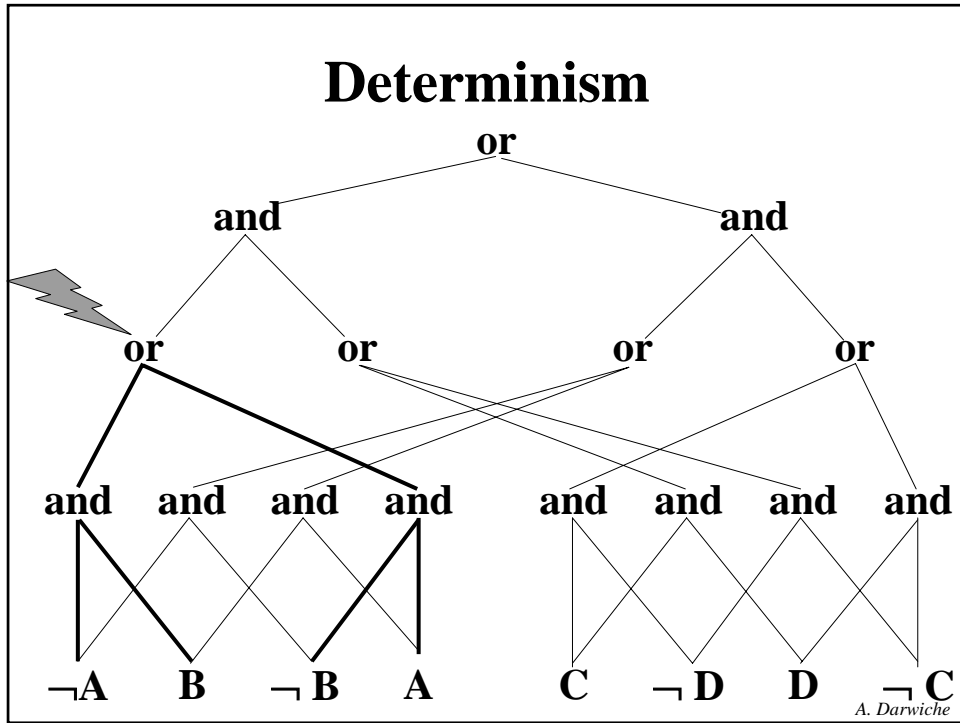 Determinism
or
and and
or or or or
and and and and and and and and
¬A B ¬ B A C ¬ D D ¬ C
A. Darwiche